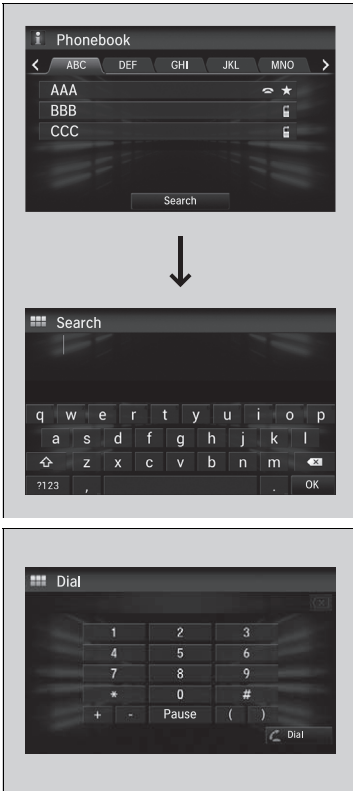 Phonebook
ABC DEF GHI JKL MNO
AAA
BBB
CCC
Search
Search
q w e r t y u i o p
a s d f g h j k l
z x c v b n m
?123 , . OK
Dial
1 2 3
4 5 6
7 8 9
* 0 #
+ - Pause ( )
Dial